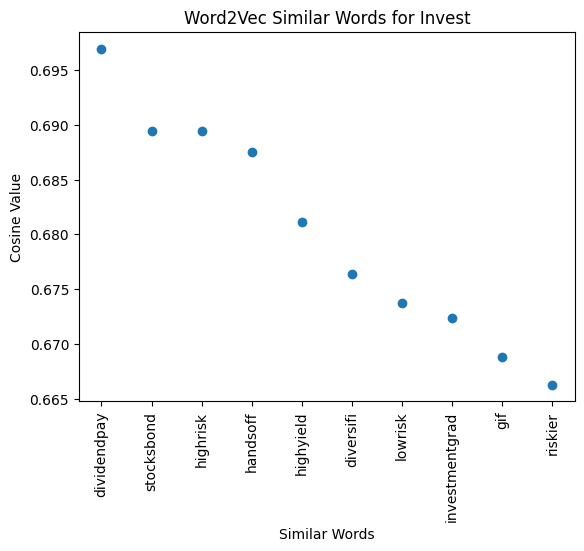 Word2Vec Similar Words for Invest
Cosine Value
0.695
0.690
0.685
0.680
0.675
0.670
0.665
dividendpay
stocksbond
highrisk
handsoff
highyield
diversifi
lowrisk
investmentgrad
gif
riskier
Similar Words